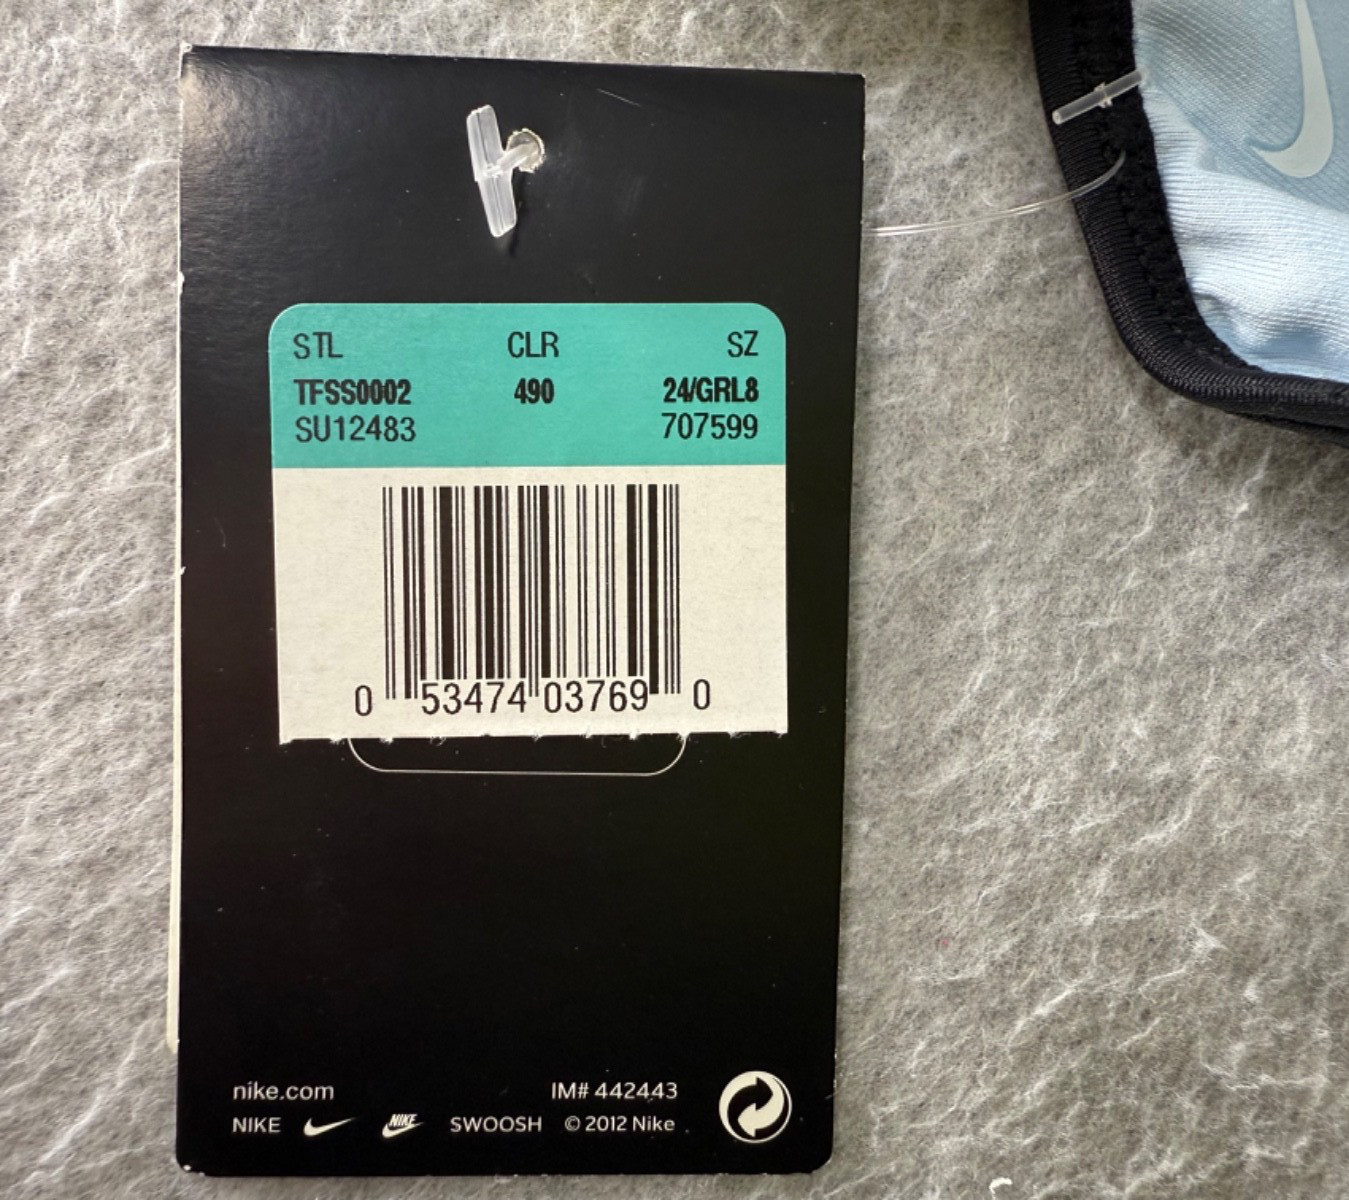 STL CLR SZ
TFSS0002 490 24/GRL8
SU12483 707599
0 53474 03769 0
nike.com IM# 442443
NIKE NIKE SWOOSH © 2012 Nike